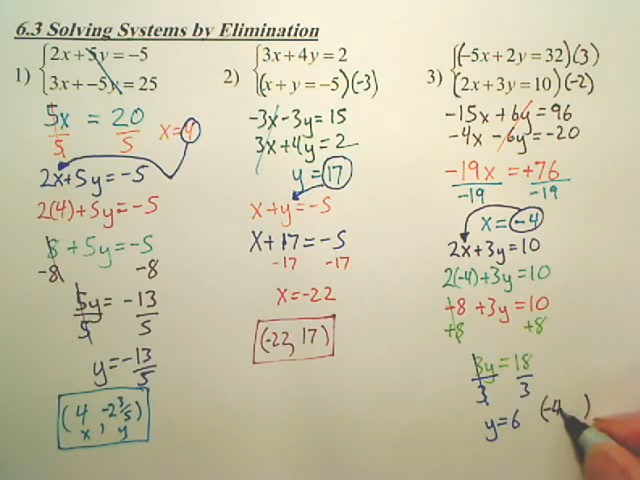 6.3 Solving Systems by Elimination
1) {2x + 5y = -5
3x + -5y = 25
5x = 20
5 5 x = 4
2x + 5y = -5
2(4) + 5y = -5
8 + 5y = -5
-8 -8
5y = -13
5 5
y = -13
5
(4, -2 3/5)
x, y
2) {3x + 4y = 2
(x + y = -5)(-3)
-3x - 3y = 15
3x + 4y = 2
y = 17
x + y = -5
x + 17 = -5
-17 -17
x = -22
(-22, 17)
3) {(-5x + 2y = 32)(3)
(2x + 3y = 10)(-2)
-15x + 6y = 96
-4x - 6y = -20
-19x = +76
-19 -19
x = -4
2x + 3y = 10
2(-4) + 3y = 10
-8 + 3y = 10
+8 +8
3y = 18
3 3
y = 6 (-4 )